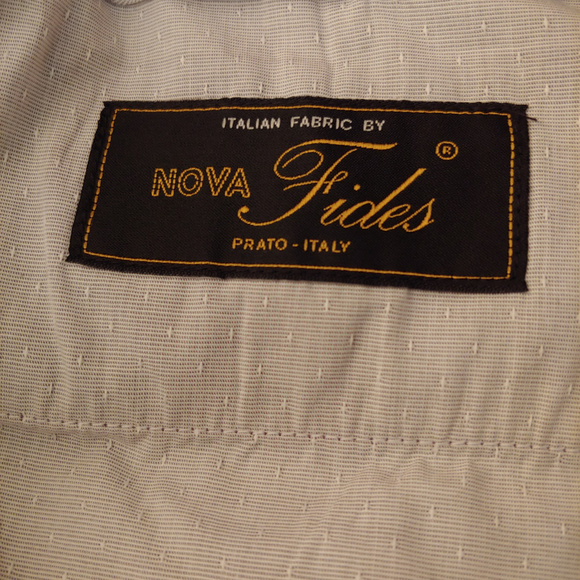 ITALIAN FABRIC BY
NOVA Fides ®
PRATO - ITALY